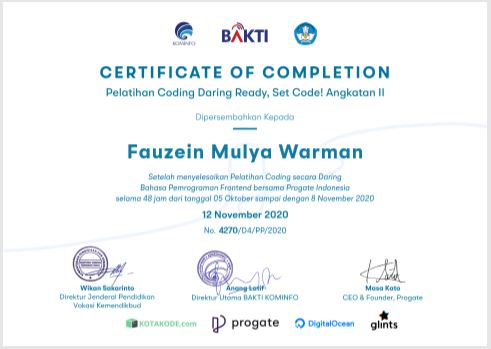 KOMINFO
BAKTI
CERTIFICATE OF COMPLETION
Pelatihan Coding Daring Ready, Set Code! Angkatan II
Dipersembahkan Kepada
Fauzein Mulya Warman
Setelah menyelesaikan Pelatihan Coding secara Daring
Bahasa Pemrograman Frontend bersama Progate Indonesia
selama 48 jam dari tanggal 05 Oktober sampai dengan 8 November 2020
12 November 2020
No. 4270/D4/PP/2020
Wikan Sakarinto
Direktur Jenderal Pendidikan
Vokasi Kemendikbud
Anang Latif
Direktur Utama BAKTI KOMINFO
Masa Kato
CEO & Founder, Progate
KOTAKODE.com
progate
DigitalOcean
glints